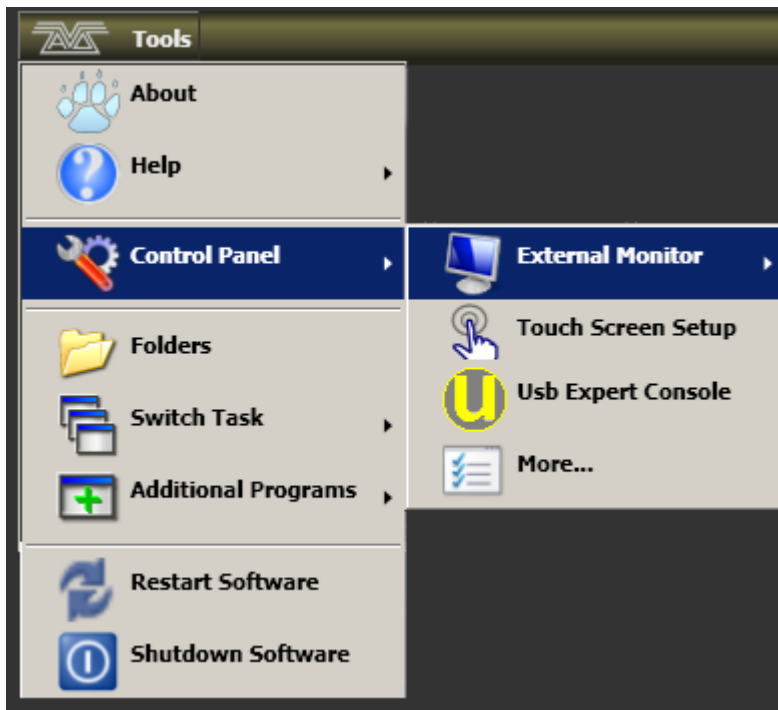 Tools
About
Help
Control Panel
Folders
Switch Task
Additional Programs
Restart Software
Shutdown Software
External Monitor
Touch Screen Setup
Usb Expert Console
More...